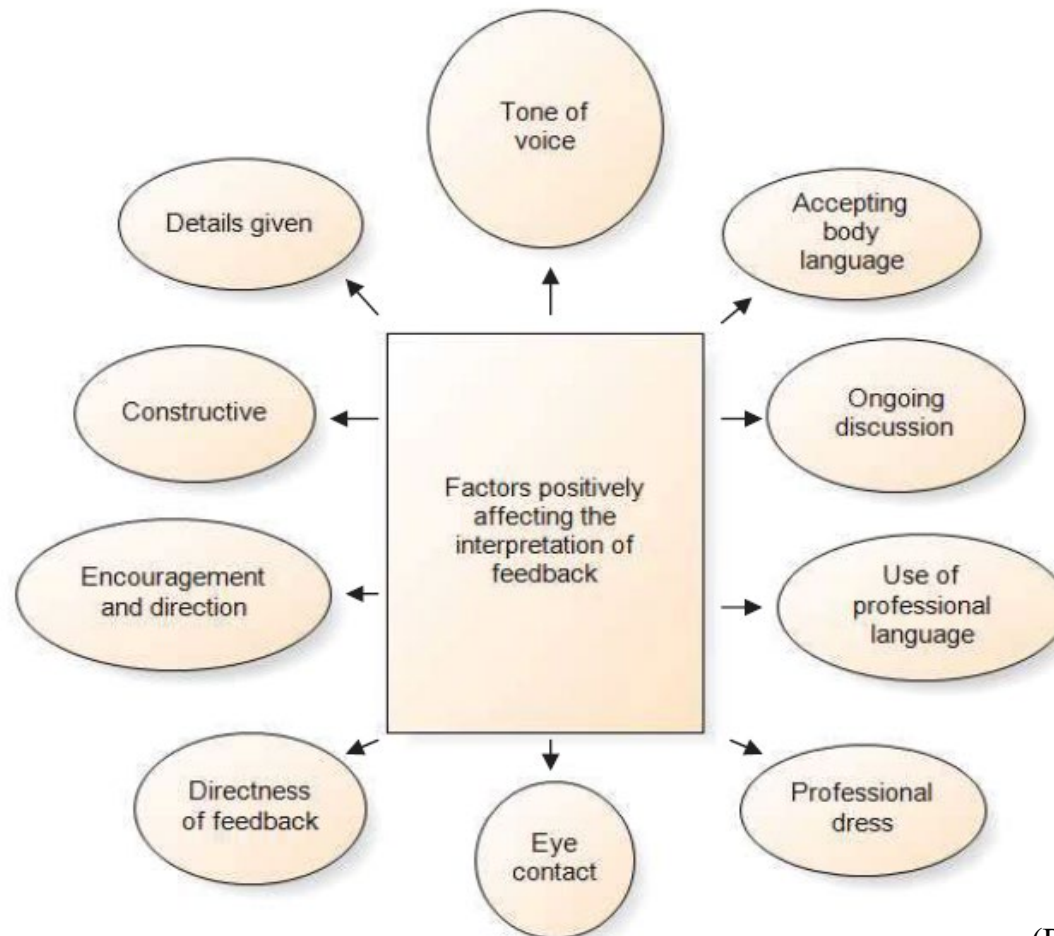 Tone of
voice
Details given
Accepting
body
language
Constructive
Ongoing
discussion
Factors positively
affecting the
interpretation of
feedback
Encouragement
and direction
Use of
professional
language
Directness
of feedback
Eye
contact
Professional
dress